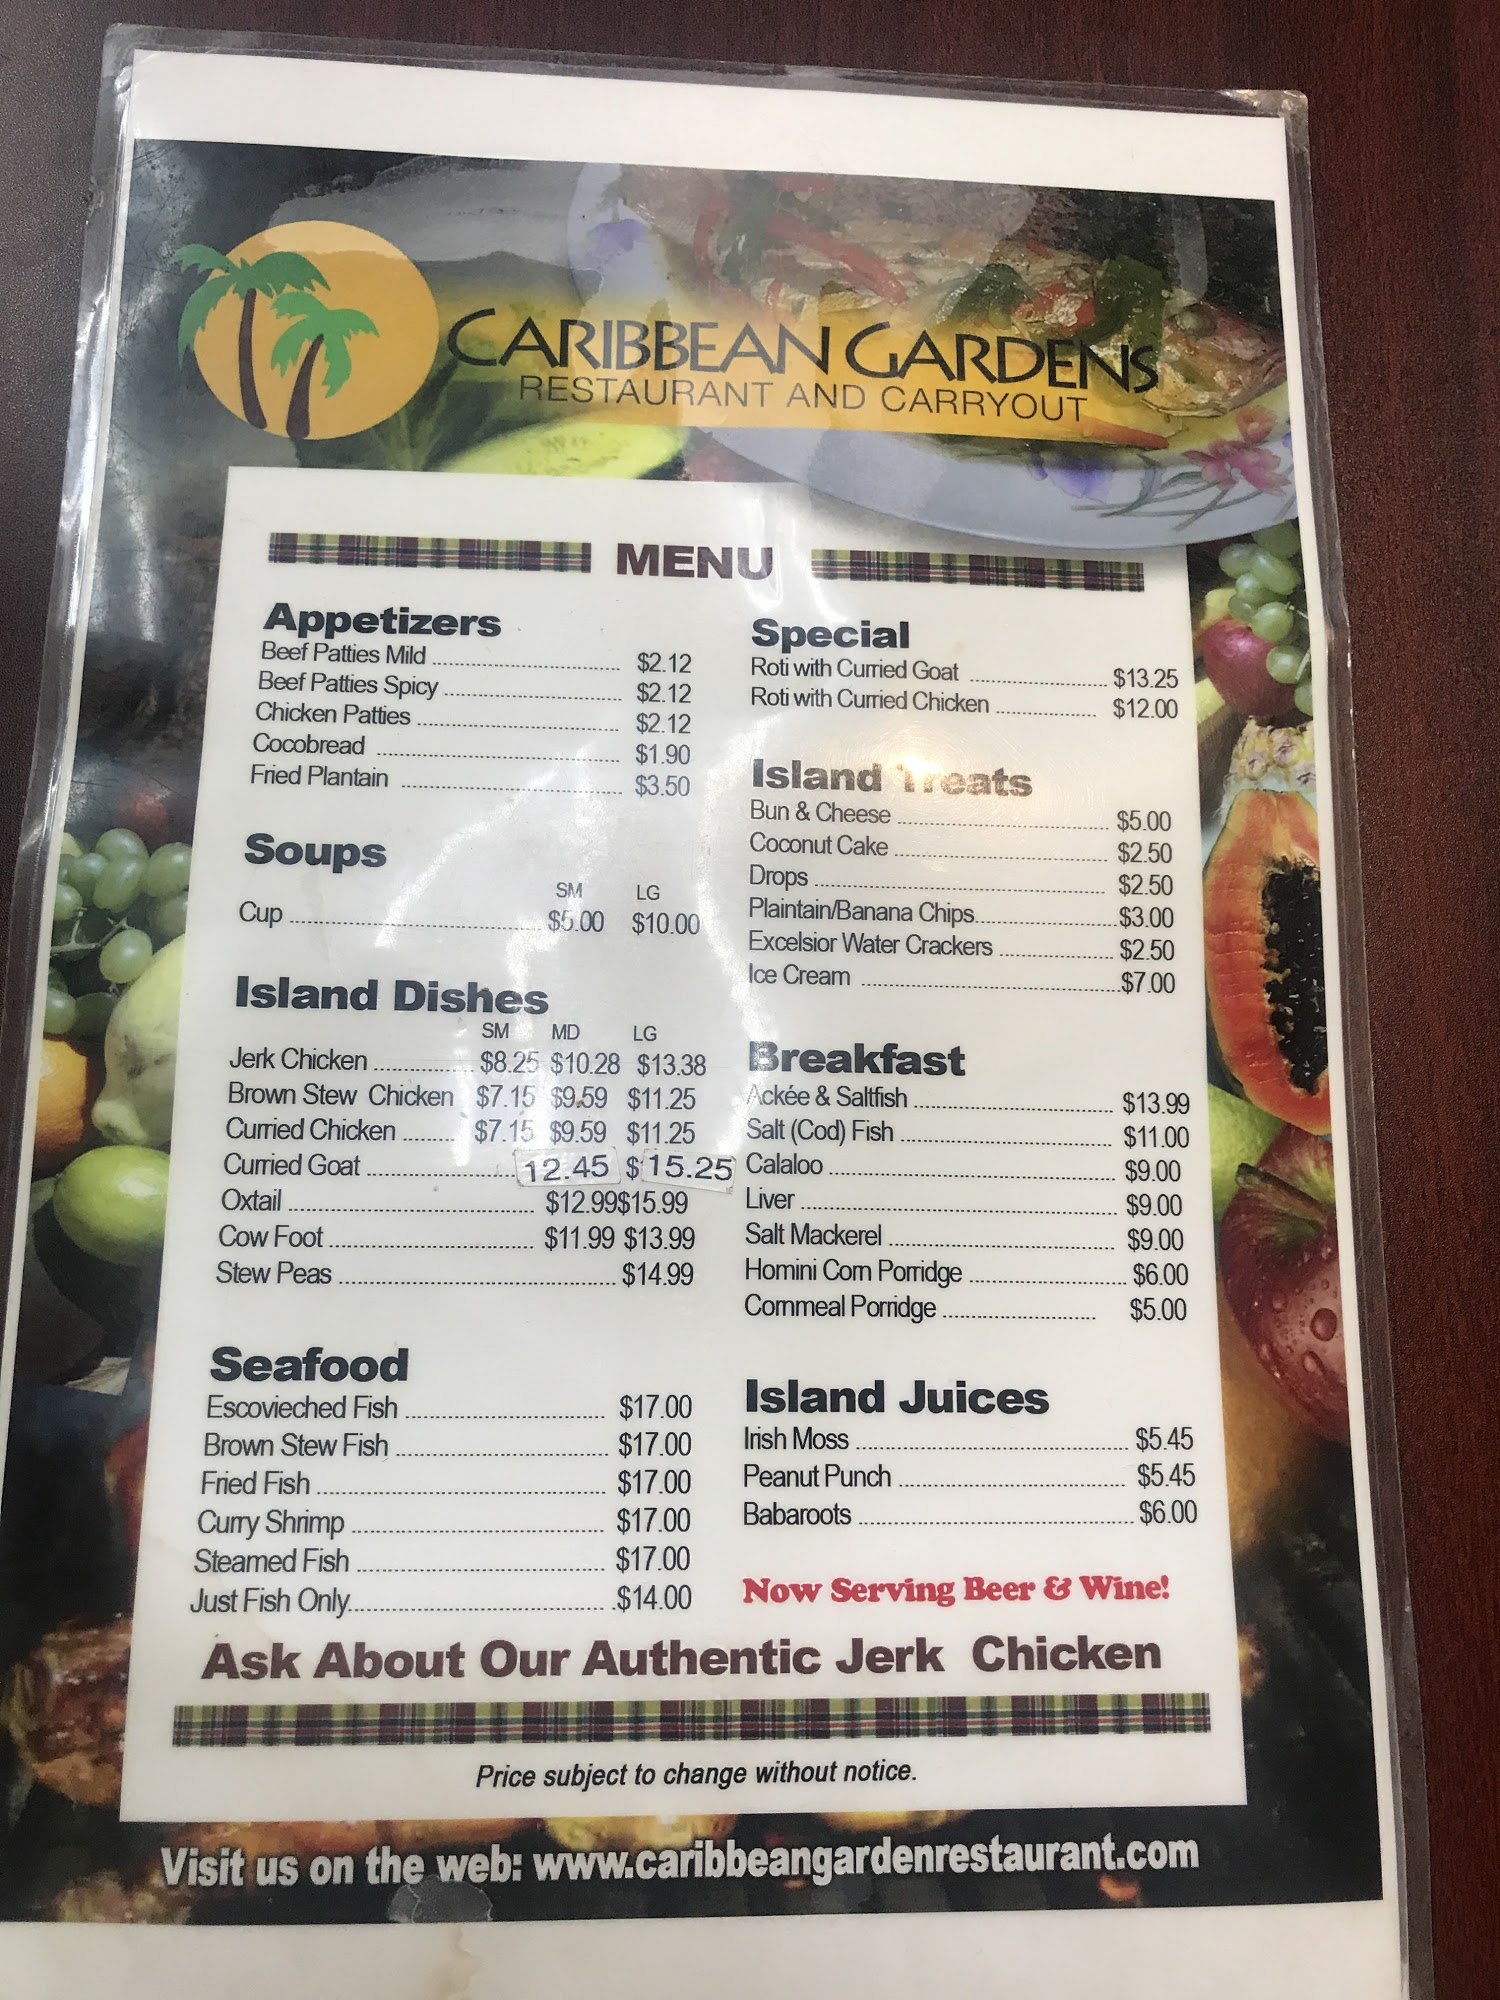 CARIBBEAN GARDENS
RESTAURANT AND CARRYOUT
MENU
Appetizers
Beef Patties Mild ........ $2.12
Beef Patties Spicy ........ $2.12
Chicken Patties ........ $2.12
Cocobread ........ $1.90
Fried Plantain ........ $3.50
Soups
SM LG
Cup ........ $5.00 $10.00
Island Dishes
SM MD LG
Jerk Chicken ........ $8.25 $10.28 $13.38
Brown Stew Chicken $7.15 $9.59 $11.25
Curried Chicken ........ $7.15 $9.59 $11.25
Curried Goat ........ 12.45 $15.25
Oxtail ........ $12.99 $15.99
Cow Foot ........ $11.99 $13.99
Stew Peas ........ $14.99
Seafood
Escovieched Fish ........ $17.00
Brown Stew Fish ........ $17.00
Fried Fish ........ $17.00
Curry Shrimp ........ $17.00
Steamed Fish ........ $17.00
Just Fish Only ........ $14.00
Special
Roti with Curried Goat ........ $13.25
Roti with Curried Chicken ........ $12.00
Island Treats
Bun & Cheese ........ $5.00
Coconut Cake ........ $2.50
Drops ........ $2.50
Plaintain/Banana Chips ........ $3.00
Excelsior Water Crackers ........ $2.50
Ice Cream ........ $7.00
Breakfast
Ackée & Saltfish ........ $13.99
Salt (Cod) Fish ........ $11.00
Calaloo ........ $9.00
Liver ........ $9.00
Salt Mackerel ........ $9.00
Homini Corn Porridge ........ $6.00
Cornmeal Porridge ........ $5.00
Island Juices
Irish Moss ........ $5.45
Peanut Punch ........ $5.45
Babaroots ........ $6.00
Now Serving Beer & Wine!
Ask About Our Authentic Jerk Chicken
Price subject to change without notice.
Visit us on the web: www.caribbeangardenrestaurant.com